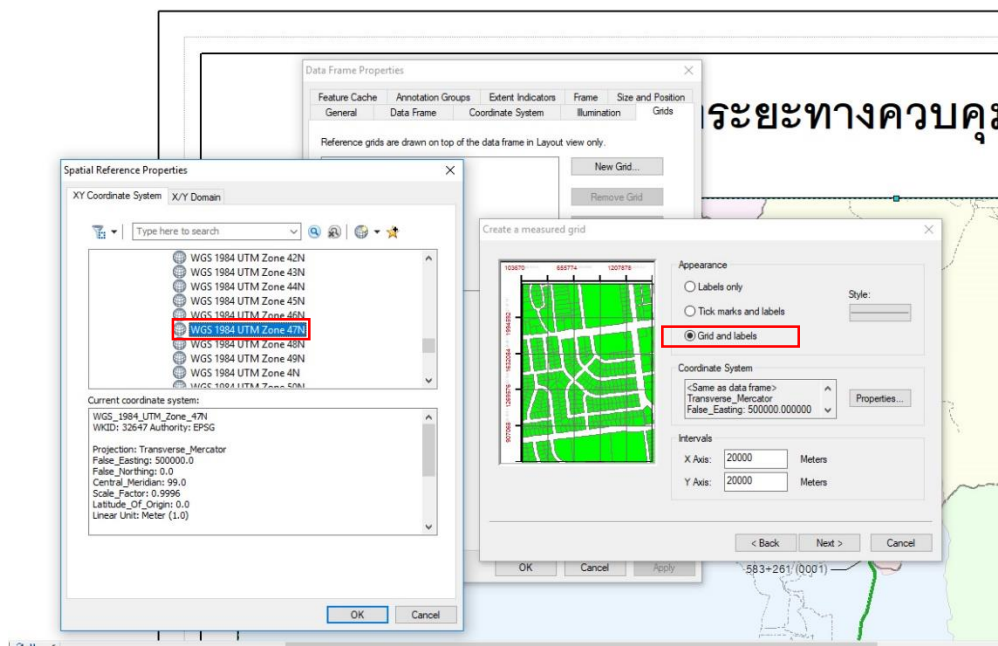 Data Frame Properties
Feature Cache Annotation Groups Extent Indicators Frame Size and Position
General Data Frame Coordinate System Illumination Grids
Reference grids are drawn on top of the data frame in Layout view only.
New Grid...
Remove Grid
OK Cancel Apply
ระยะทางควบคุม
Spatial Reference Properties
XY Coordinate System X/Y Domain
Type here to search
WGS 1984 UTM Zone 42N
WGS 1984 UTM Zone 43N
WGS 1984 UTM Zone 44N
WGS 1984 UTM Zone 45N
WGS 1984 UTM Zone 46N
WGS 1984 UTM Zone 47N
WGS 1984 UTM Zone 48N
WGS 1984 UTM Zone 49N
WGS 1984 UTM Zone 4N
WGS 1984 UTM Zone 50N
Current coordinate system:
WGS_1984_UTM_Zone_47N
WKID: 32647 Authority: EPSG
Projection: Transverse_Mercator
False_Easting: 500000.0
False_Northing: 0.0
Central_Meridian: 99.0
Scale_Factor: 0.9996
Latitude_Of_Origin: 0.0
Linear Unit: Meter (1.0)
OK Cancel
Create a measured grid
103670 655774 1207878
Appearance
Labels only
Tick marks and labels
Grid and labels
Style:
Coordinate System
<Same as data frame>
Transverse_Mercator
False_Easting: 500000.000000
Properties...
Intervals
X Axis: 20000 Meters
Y Axis: 20000 Meters
< Back Next > Cancel
583+261 (0001)